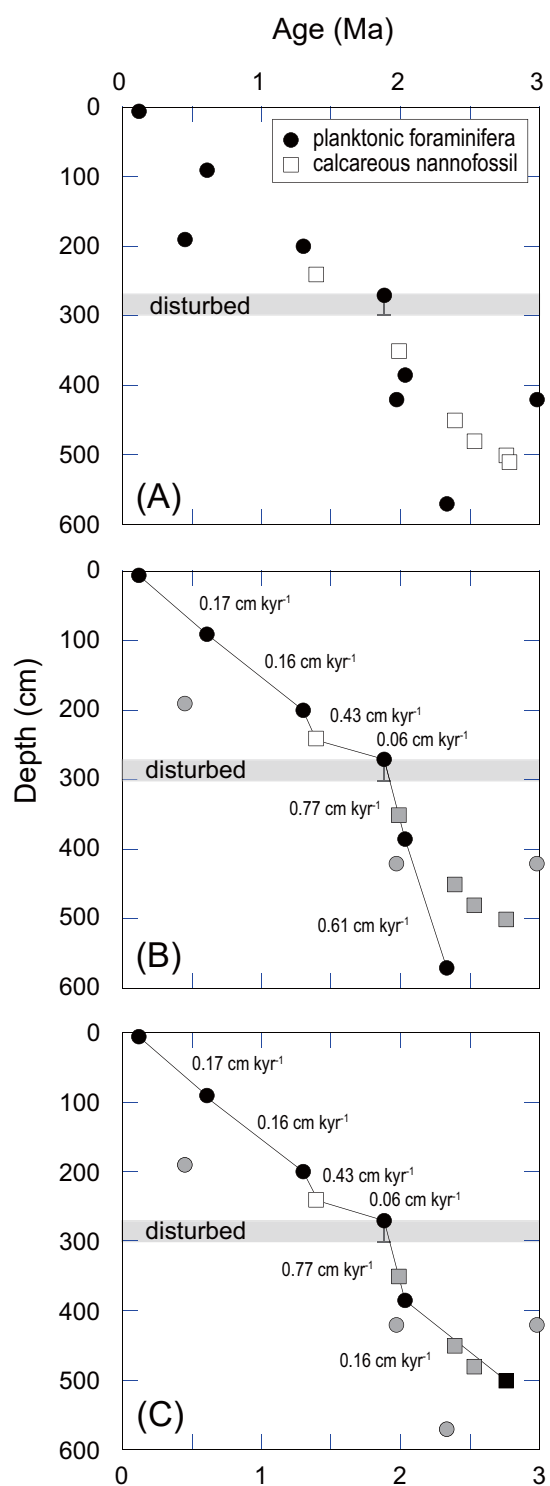 Age (Ma)
0 1 2 3
0
planktonic foraminifera
calcareous nannofossil
100
200
disturbed
300
400
500
(A)
600
0
0.17 cm kyr-1
100
0.16 cm kyr-1
200
0.43 cm kyr-1
0.06 cm kyr-1
disturbed
300
0.77 cm kyr-1
400
0.61 cm kyr-1
500
(B)
600
Depth (cm)
0
0.17 cm kyr-1
100
0.16 cm kyr-1
200
0.43 cm kyr-1
0.06 cm kyr-1
disturbed
300
0.77 cm kyr-1
400
0.16 cm kyr-1
500
(C)
600
0 1 2 3